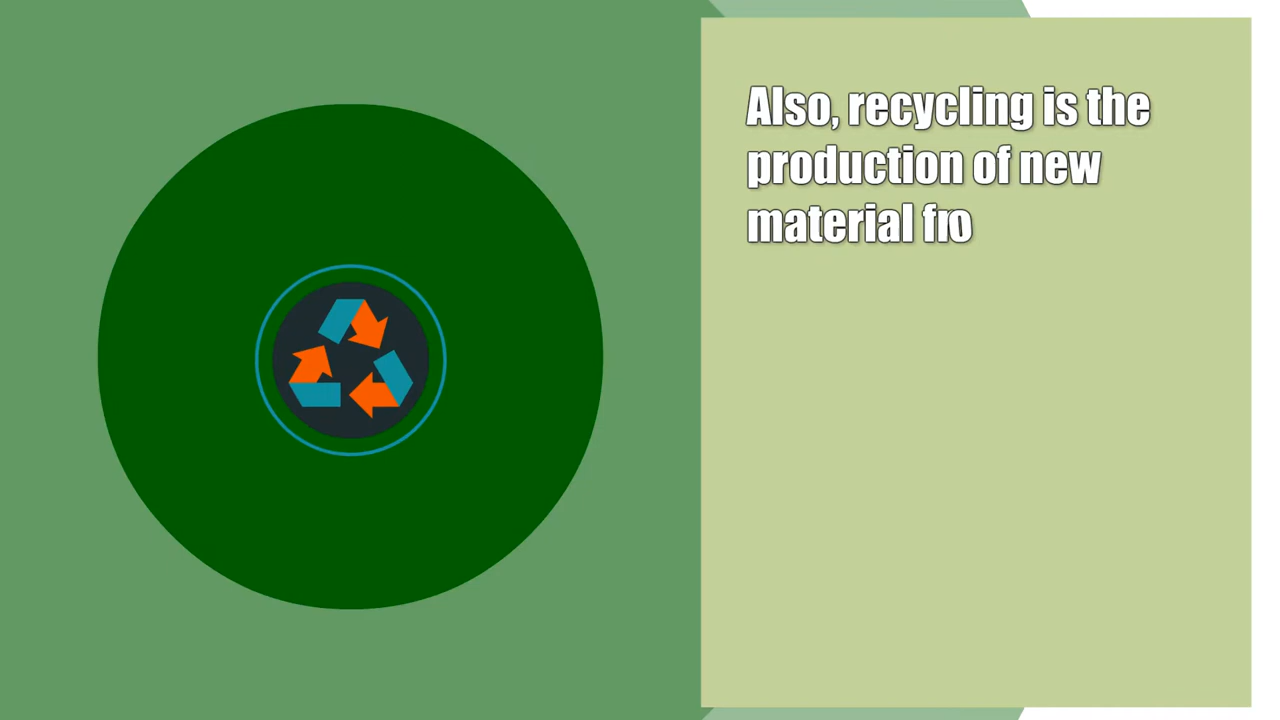 Also, recycling is the
production of new
material fro